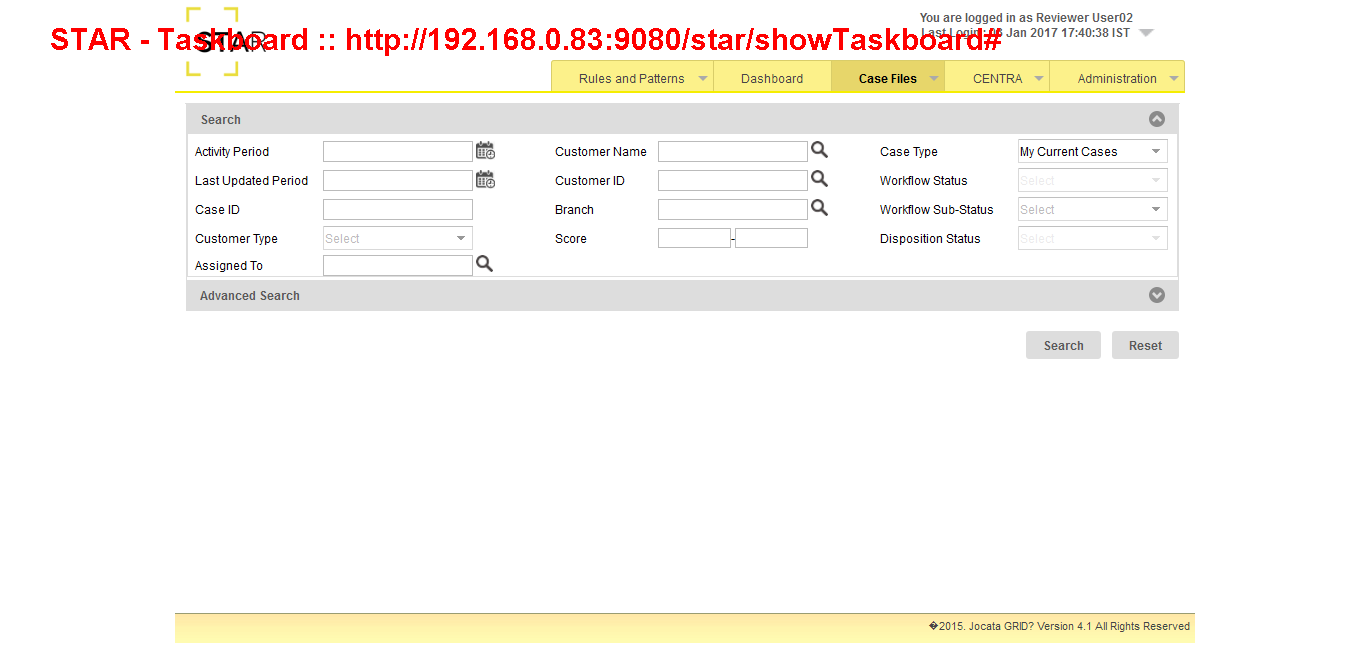 You are logged in as Reviewer User02
STAR
STAR - Taskboard :: http://192.168.0.83:9080/star/showTaskboard#
Jan 2017 17:40:38 IST
Rules and Patterns Dashboard Case Files CENTRA Administration
Search
Activity Period Customer Name Case Type My Current Cases
Last Updated Period Customer ID Workflow Status Select
Case ID Branch Workflow Sub-Status Select
Customer Type Select Score - Disposition Status Select
Assigned To
Advanced Search
Search Reset
�2015. Jocata GRID? Version 4.1 All Rights Reserved